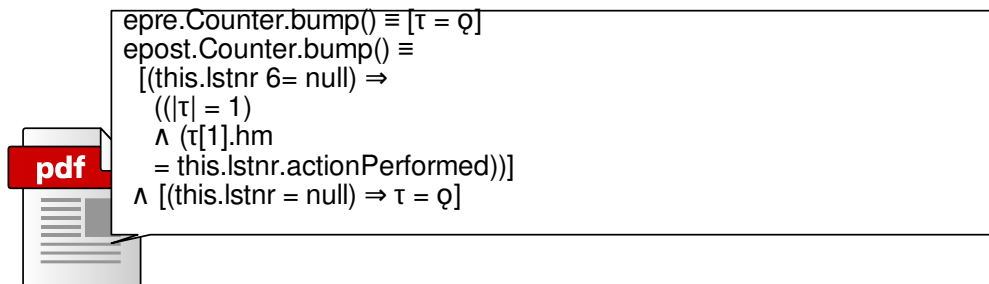 epre.Counter.bump() ≡ [τ = ǫ]
epost.Counter.bump() ≡
[(this.lstnr 6= null) ⇒
((|τ| = 1)
∧ (τ[1].hm
= this.lstnr.actionPerformed))]
∧ [(this.lstnr = null) ⇒ τ = ǫ]
pdf